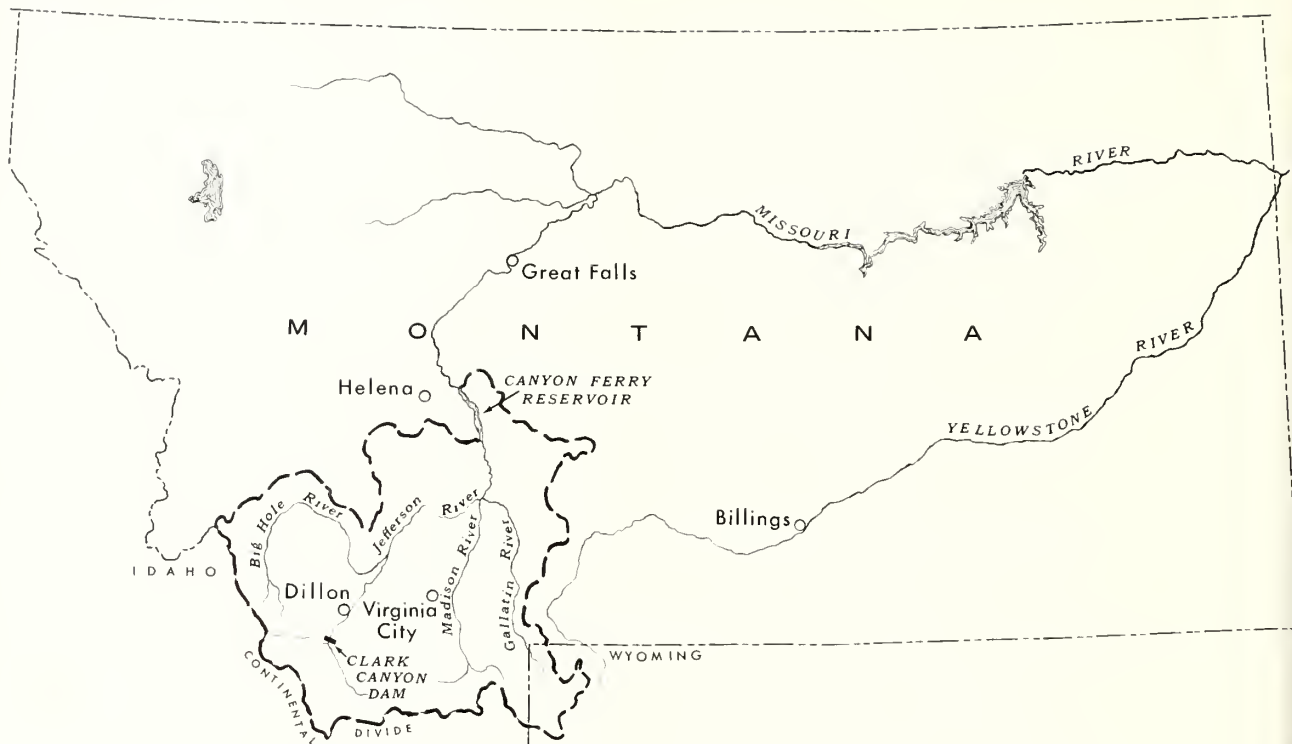 RIVER
MISSOURI
Great Falls
MONTANA
RIVER
Helena
CANYON FERRY
RESERVOIR
YELLOWSTONE
Big Hole River
Jefferson River
Billings
IDAHO
Dillon
Virginia
City
Madison River
Gallatin River
WYOMING
CLARK
CANYON
DAM
CONTINENTAL
DIVIDE